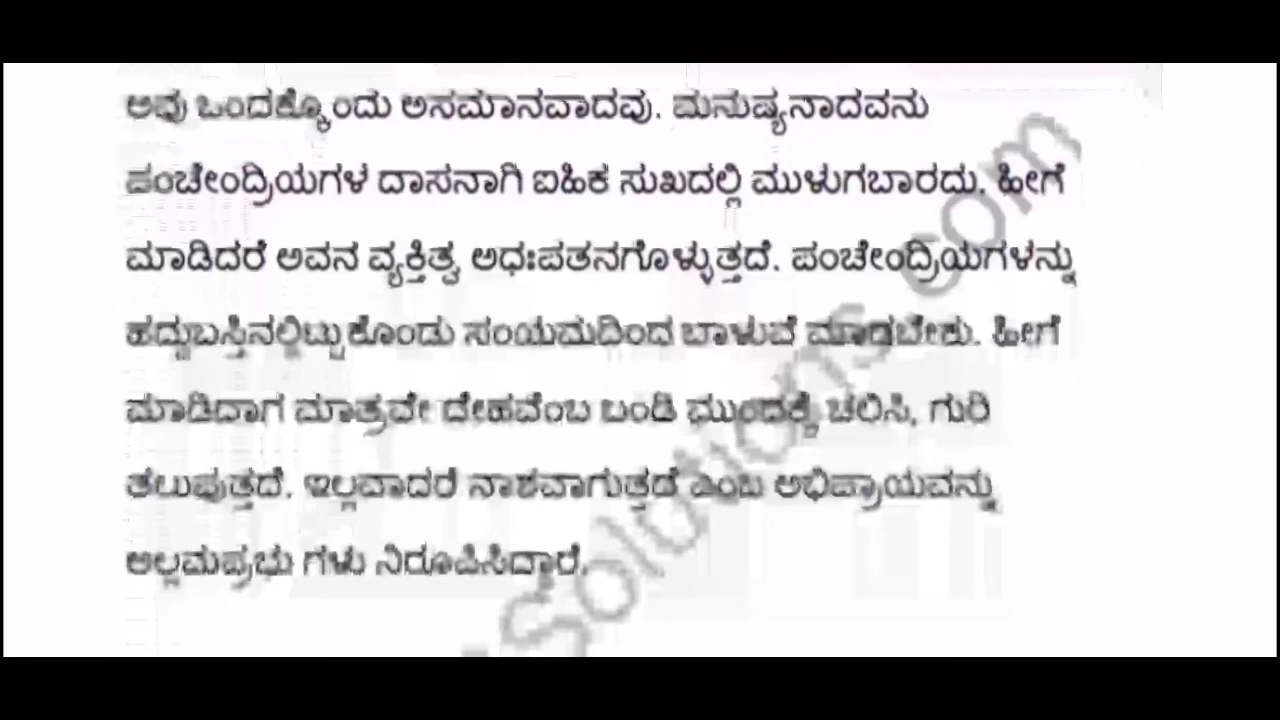 ಅವು ಒಂದಕ್ಕೊಂದು ಅಸಮಾನವಾದವು. ಮನುಷ್ಯನಾದವನು
ಪಂಚೇಂದ್ರಿಯಗಳ ದಾಸನಾಗಿ ಐಹಿಕ ಸುಖದಲ್ಲಿ ಮುಳುಗಬಾರದು. ಹೀಗೆ
ಮಾಡಿದರೆ ಅವನ ವ್ಯಕ್ತಿತ್ವ ಅಧಃಪತನಗೊಳ್ಳುತ್ತದೆ. ಪಂಚೇಂದ್ರಿಯಗಳನ್ನು
ಹದ್ದುಬಸ್ತಿನಲ್ಲಿಟ್ಟುಕೊಂಡು ಸಂಯಮದಿಂದ ಬಾಳುವೆ ಮಾಡಬೇಕು. ಹೀಗೆ
ಮಾಡಿದಾಗ ಮಾತ್ರವೇ ದೇಹವೆಂಬ ಬಂಡಿ ಮುಂದಕ್ಕೆ ಚಲಿಸಿ, ಗುರಿ
ತಲುಪುತ್ತದೆ. ಇಲ್ಲವಾದರೆ ನಾಶವಾಗುತ್ತದೆ ಎಂಬ ಅಭಿಪ್ರಾಯವನ್ನು
ಅಲ್ಲಮಪ್ರಭು ಗಳು ನಿರೂಪಿಸಿದ್ದಾರೆ.
Solutions.com